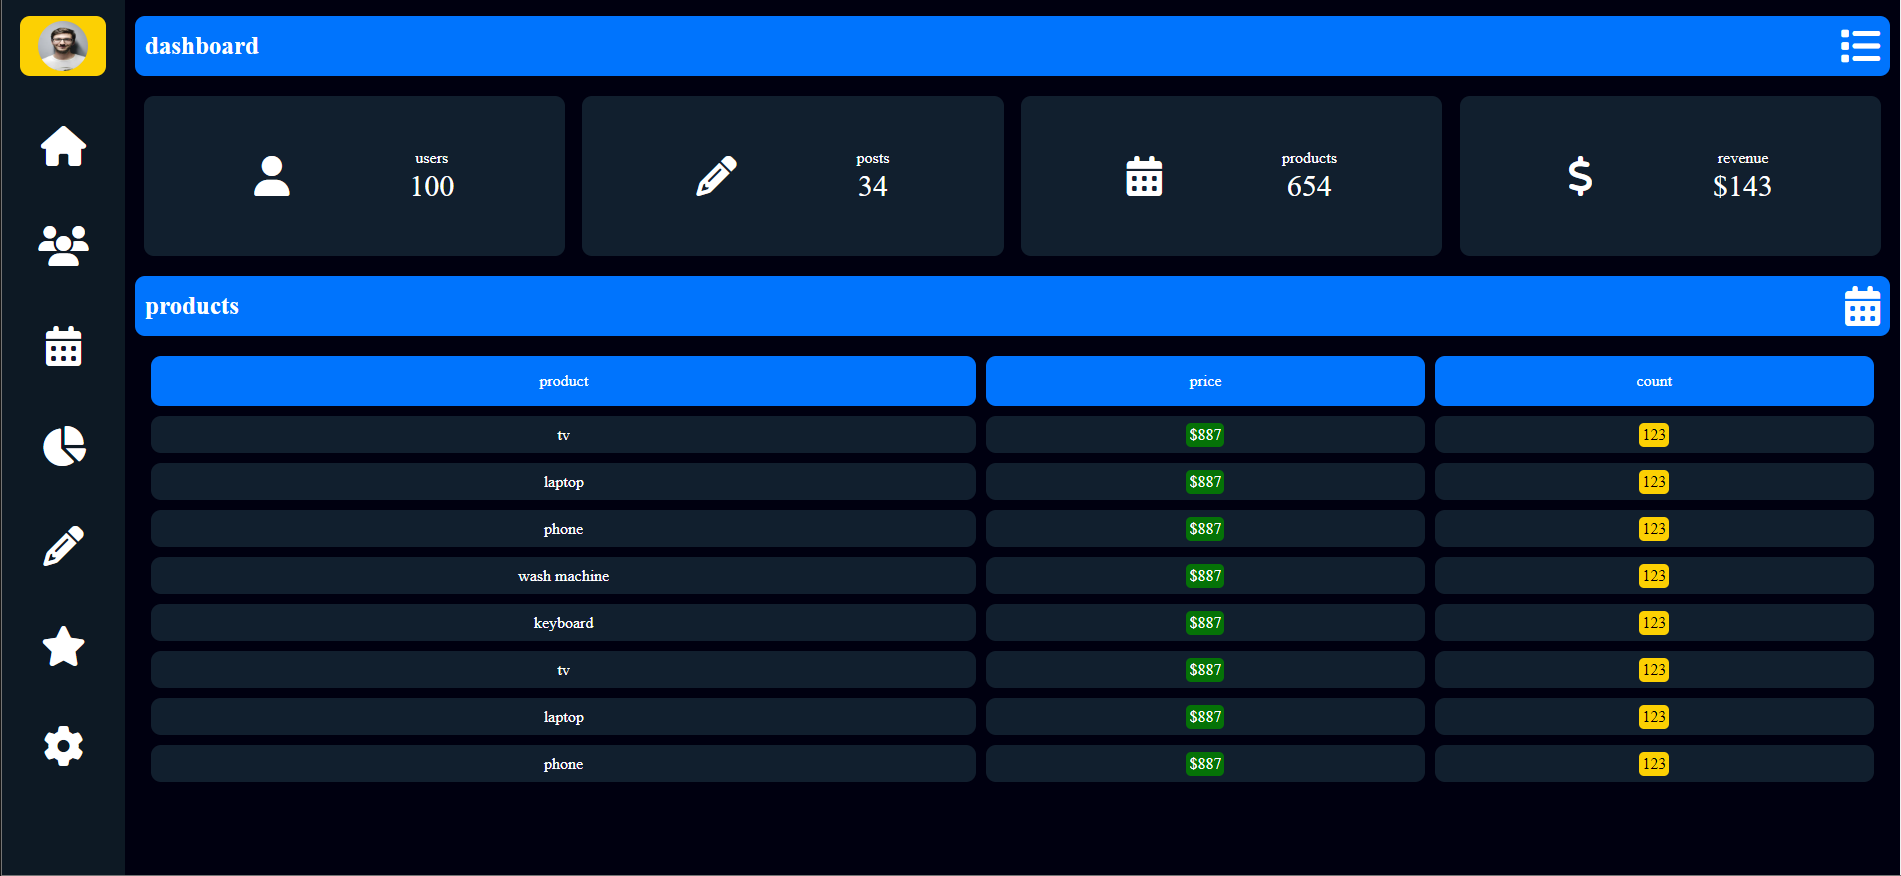 dashboard
users
100
posts
34
products
654
revenue
$143
products
product price count
tv $887 123
laptop $887 123
phone $887 123
wash machine $887 123
keyboard $887 123
tv $887 123
laptop $887 123
phone $887 123